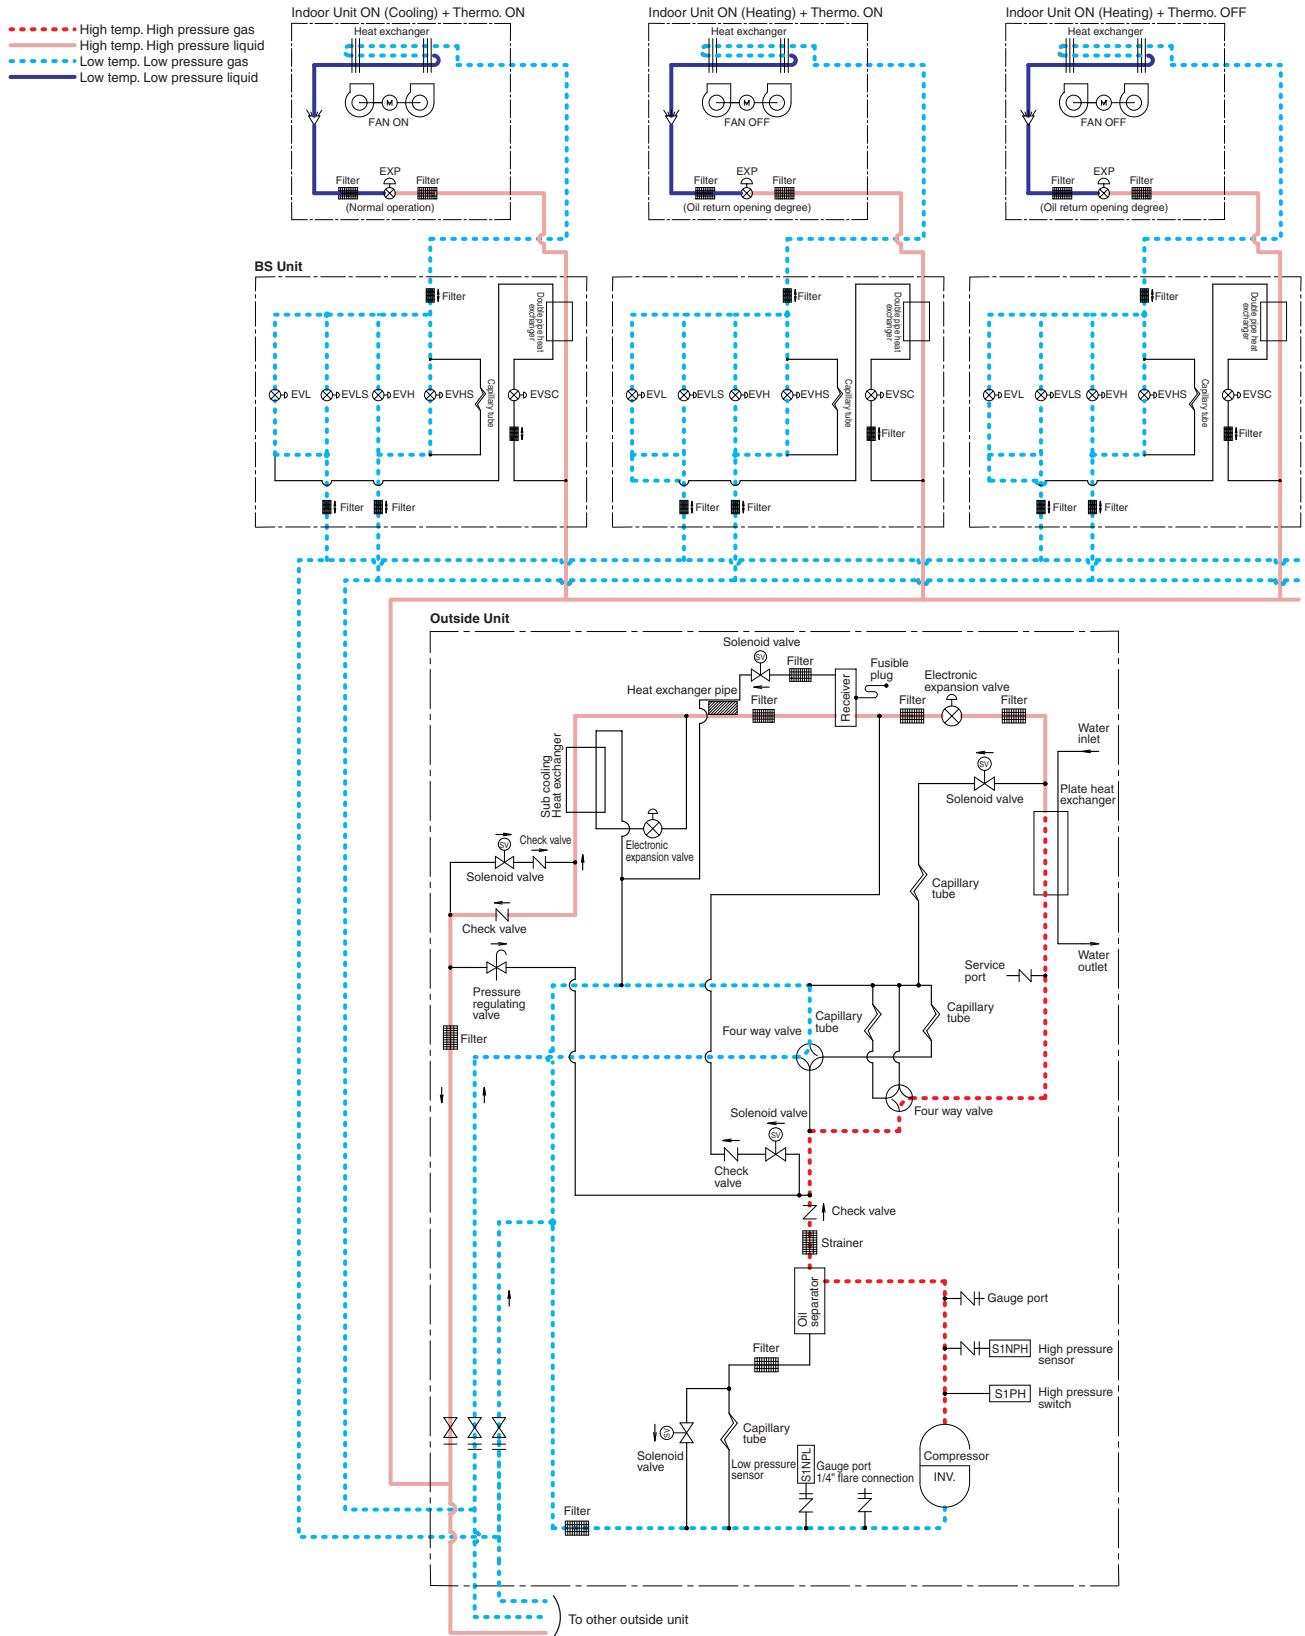 High temp. High pressure gas
High temp. High pressure liquid
Low temp. Low pressure gas
Low temp. Low pressure liquid
Indoor Unit ON (Cooling) + Thermo. ON
Heat exchanger
M
FAN ON
Filter
EXP
Filter
(Normal operation)
Indoor Unit ON (Heating) + Thermo. ON
Heat exchanger
M
FAN OFF
Filter
EXP
Filter
(Oil return opening degree)
Indoor Unit ON (Heating) + Thermo. OFF
Heat exchanger
M
FAN OFF
Filter
EXP
Filter
(Oil return opening degree)
BS Unit
Filter
Double pipe heat
exchanger
EVL
EVLS
EVH
EVHS
Capillary tube
EVSC
Filter
Filter
Filter
Double pipe heat
exchanger
EVL
EVLS
EVH
EVHS
Capillary tube
EVSC
Filter
Filter
Filter
Filter
Double pipe heat
exchanger
EVL
EVLS
EVH
EVHS
Capillary tube
EVSC
Filter
Filter
Filter
Outside Unit
Solenoid valve
SV
Filter
Fusible
plug
Receiver
Electronic
expansion valve
Heat exchanger pipe
Filter
Filter
Filter
Water
inlet
Sub cooling
Heat exchanger
SV
Solenoid valve
Plate heat
exchanger
Electronic
expansion valve
SV
Check valve
Solenoid valve
Capillary
tube
Check valve
Water
outlet
Service
port
Pressure
regulating
valve
Filter
Capillary
tube
Capillary
tube
Four way valve
Four way valve
Solenoid valve
SV
Check
valve
Check valve
Strainer
Oil
separator
Gauge port
S1NPH
High pressure
sensor
S1PH
High pressure
switch
Filter
SV
Solenoid
valve
Capillary
tube
Low pressure
sensor
S1NPL
Gauge port
1/4" flare connection
Compressor
INV.
Filter
To other outside unit